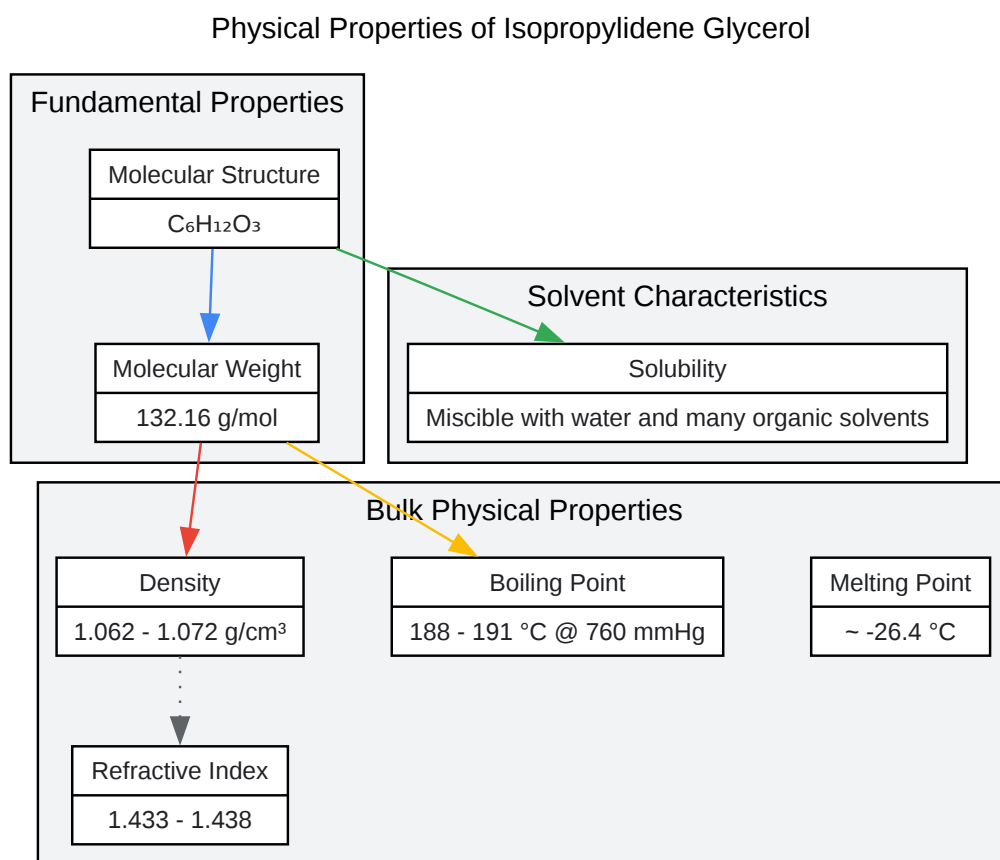 Physical Properties of Isopropylidene Glycerol
Fundamental Properties
Molecular Structure
C₆H₁₂O₃
Solvent Characteristics
Molecular Weight
132.16 g/mol
Solubility
Miscible with water and many organic solvents
Bulk Physical Properties
Density
1.062 - 1.072 g/cm³
Boiling Point
188 - 191 °C @ 760 mmHg
Melting Point
~ -26.4 °C
Refractive Index
1.433 - 1.438